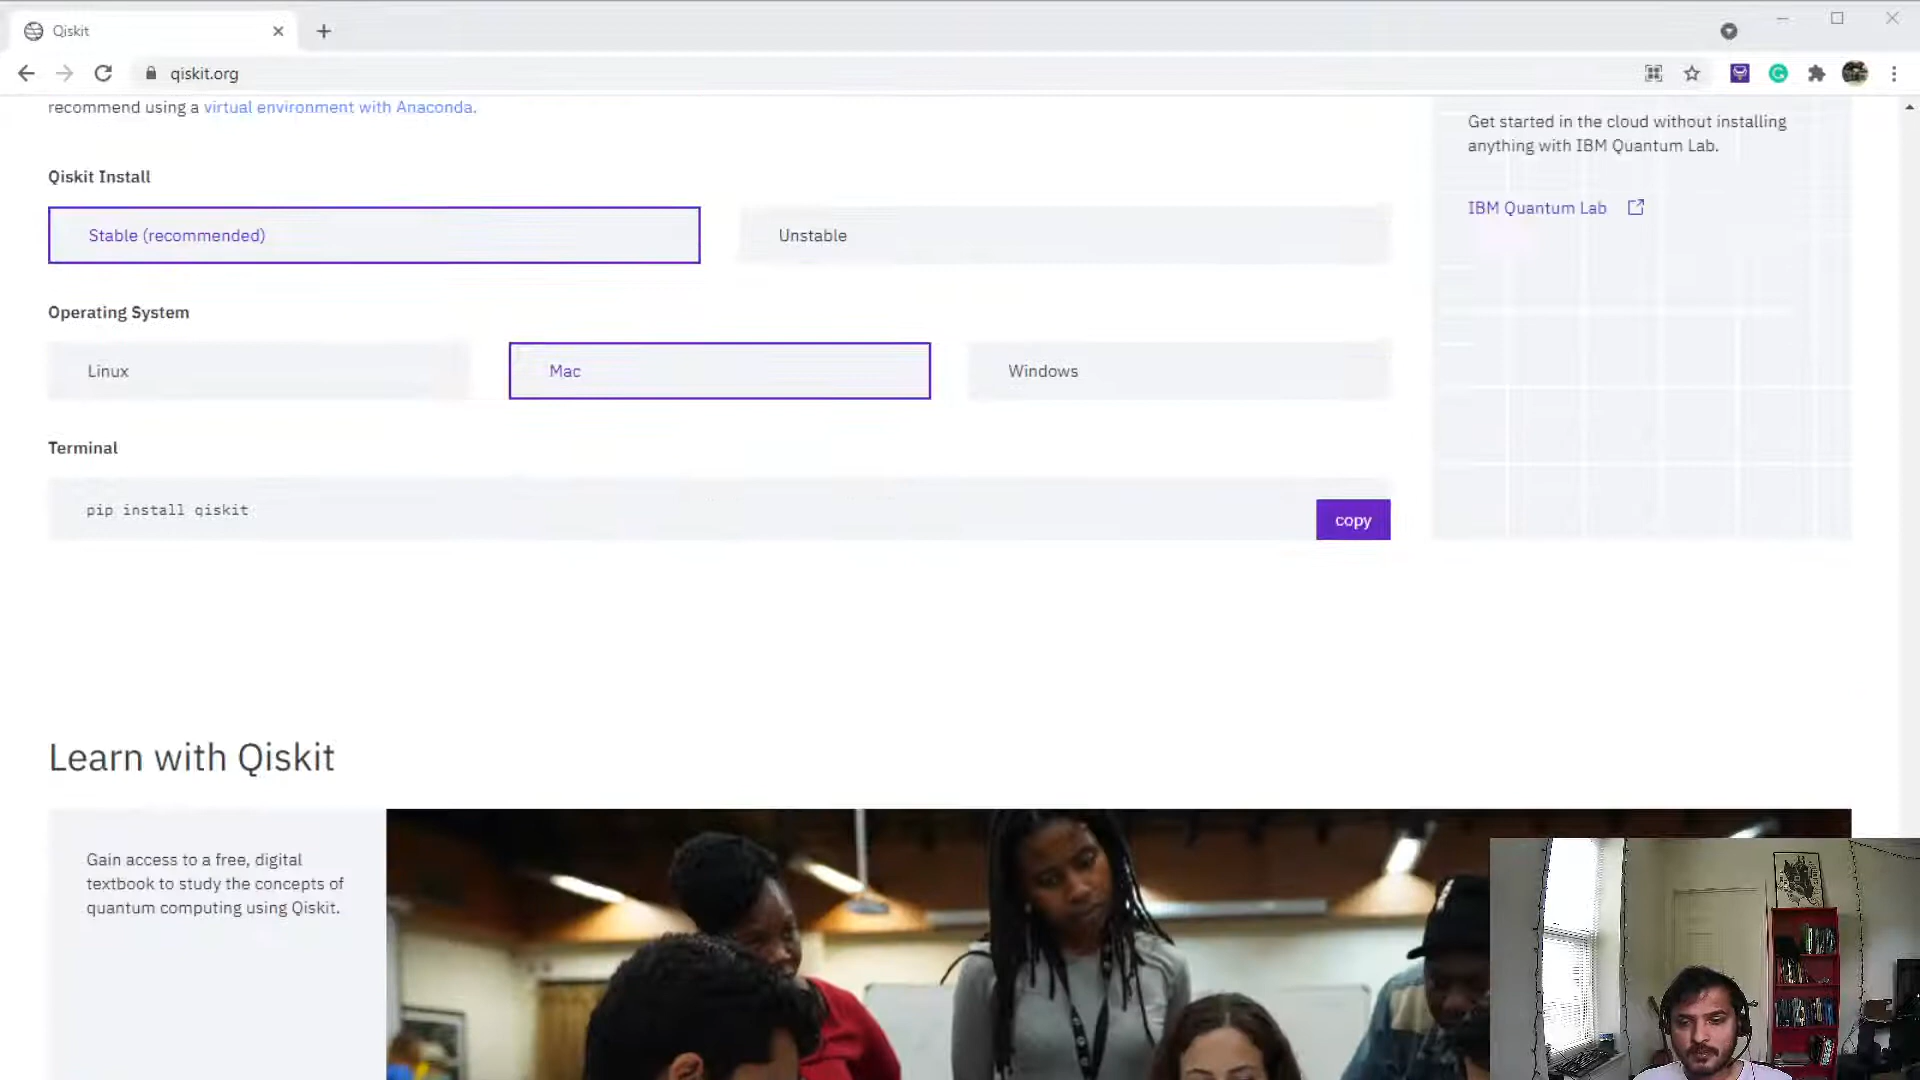 Qiskit
qiskit.org
recommend using a virtual environment with Anaconda.
Get started in the cloud without installing
anything with IBM Quantum Lab.
IBM Quantum Lab
Qiskit Install
Stable (recommended)
Unstable
Operating System
Linux
Mac
Windows
Terminal
pip install qiskit
copy
Learn with Qiskit
Gain access to a free, digital
textbook to study the concepts of
quantum computing using Qiskit.